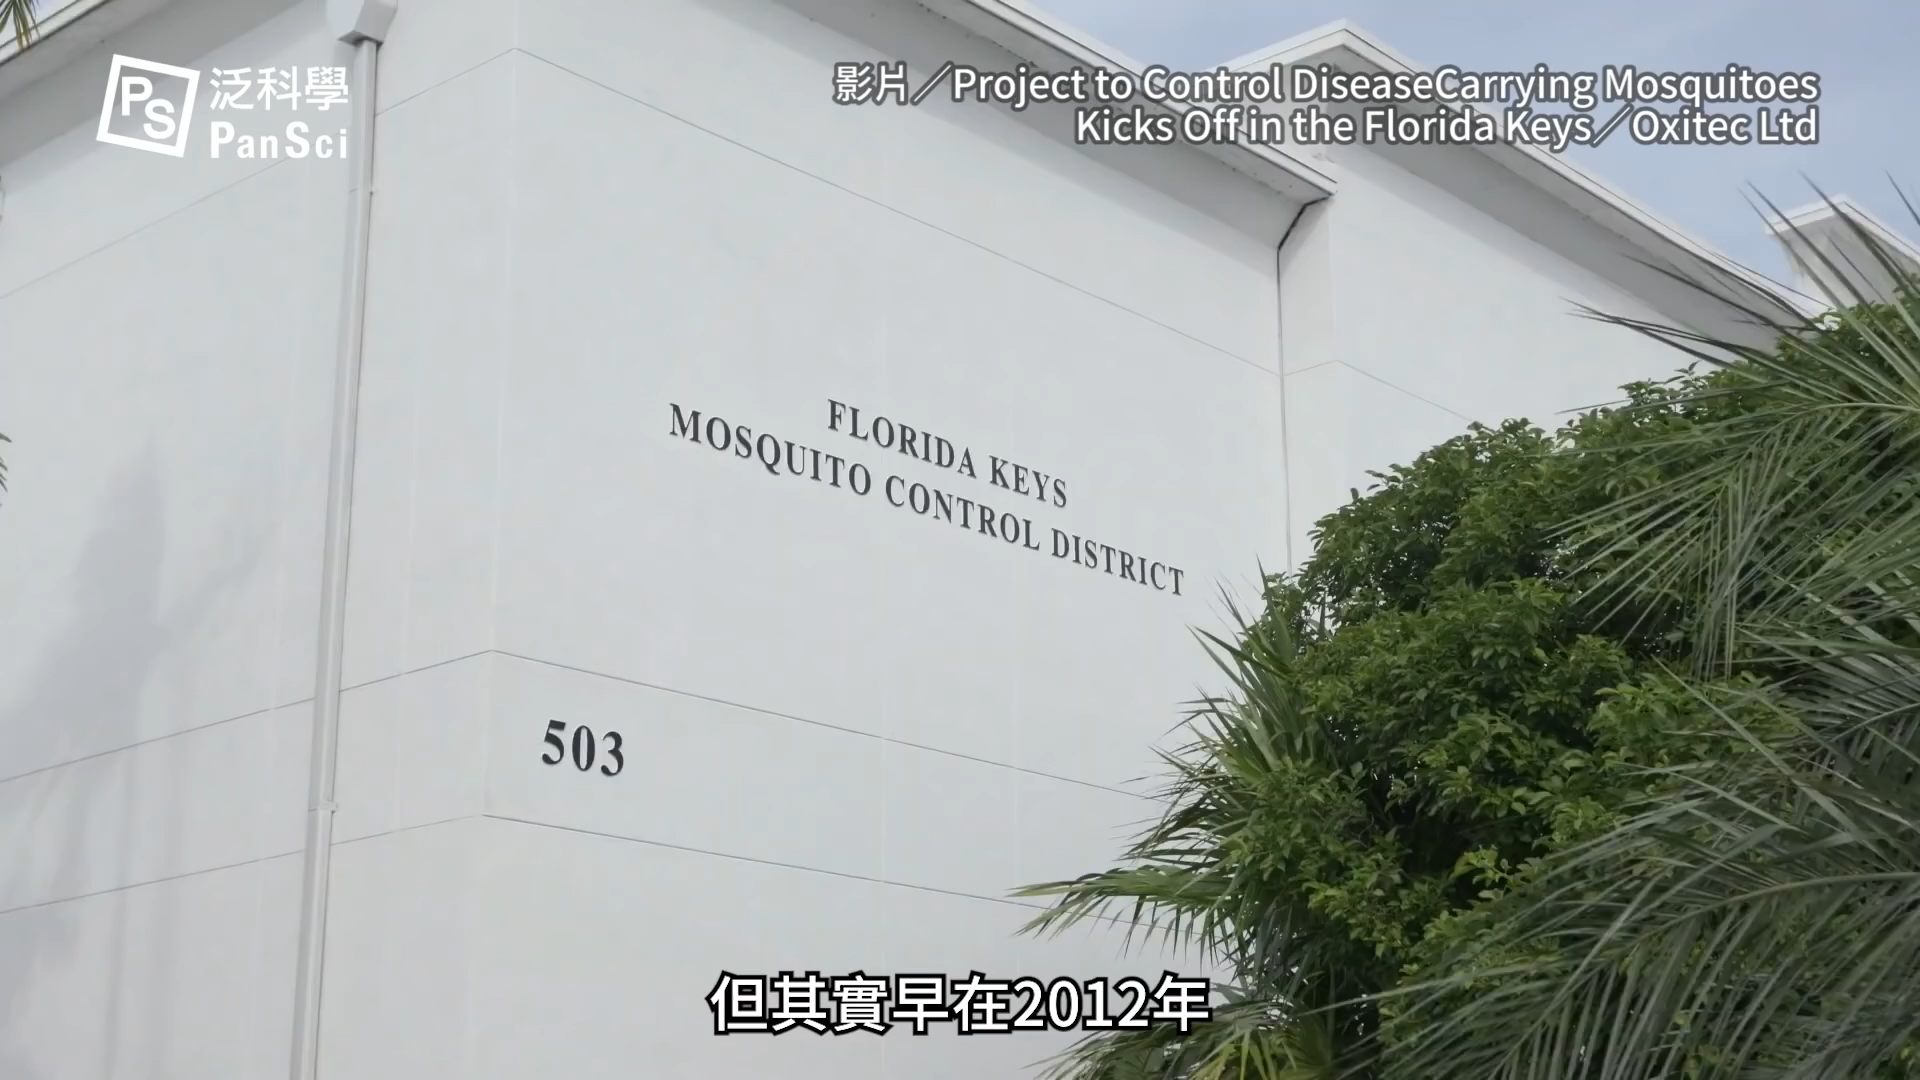 PS 泛科學
PanSci
影片／Project to Control DiseaseCarrying Mosquitoes
Kicks Off in the Florida Keys／Oxitec Ltd
FLORIDA KEYS
MOSQUITO CONTROL DISTRICT
503
但其實早在2012年